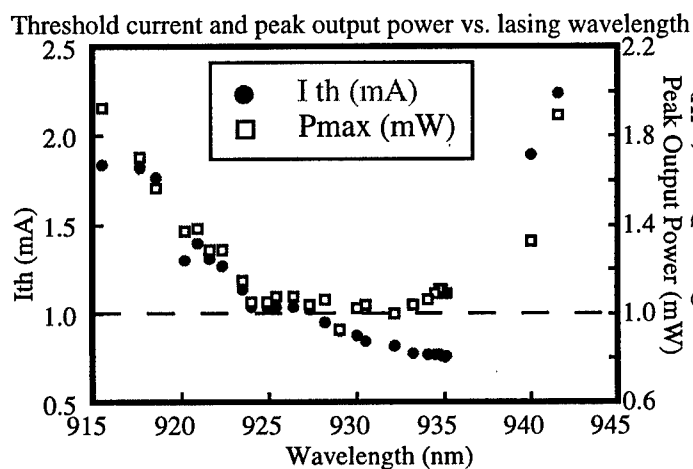 Threshold current and peak output power vs. lasing wavelength
2.5
2.0
1.5
1.0
0.5
Ith (mA)
I th (mA)
Pmax (mW)
2.2
1.8
1.4
1.0
0.6
Peak Output Power (mW)
915 920 925 930 935 940 945
Wavelength (nm)